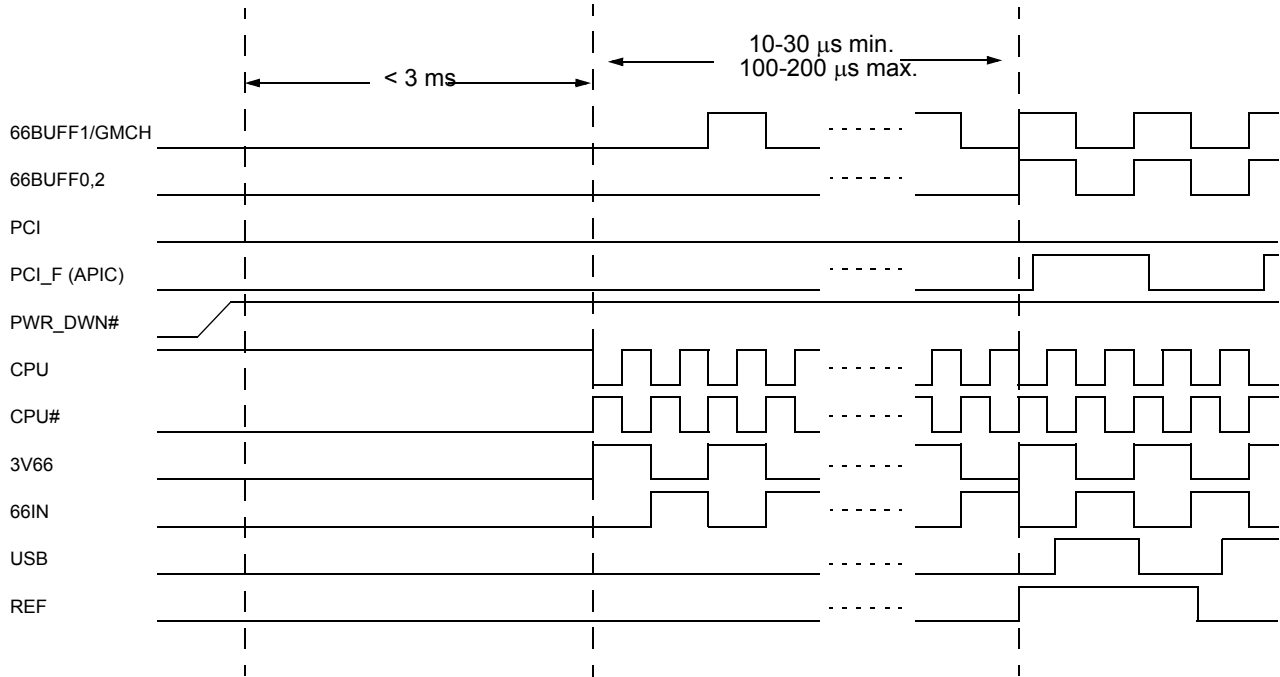 10-30 μs min.
100-200 μs max.
< 3 ms
66BUFF1/GMCH
66BUFF0,2
PCI
PCI_F (APIC)
PWR_DWN#
CPU
CPU#
3V66
66IN
USB
REF